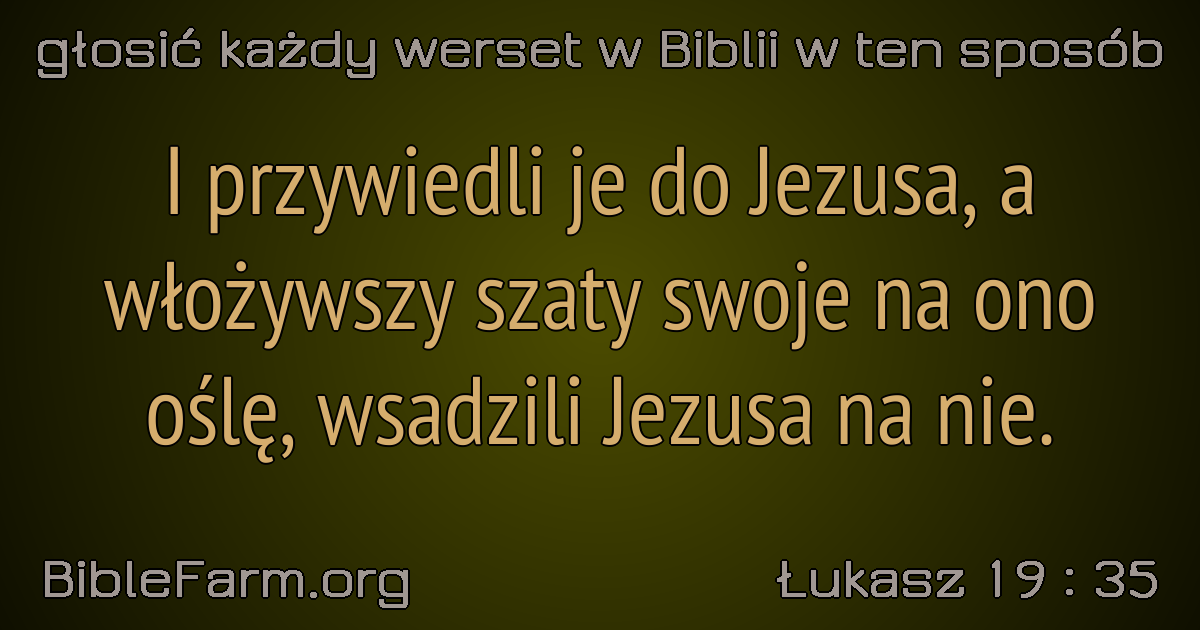 głosić każdy werset w Biblii w ten sposób
I przywiedli je do Jezusa, a
włożywszy szaty swoje na ono
oślę, wsadzili Jezusa na nie.
BibleFarm.org
Łukasz 19 : 35